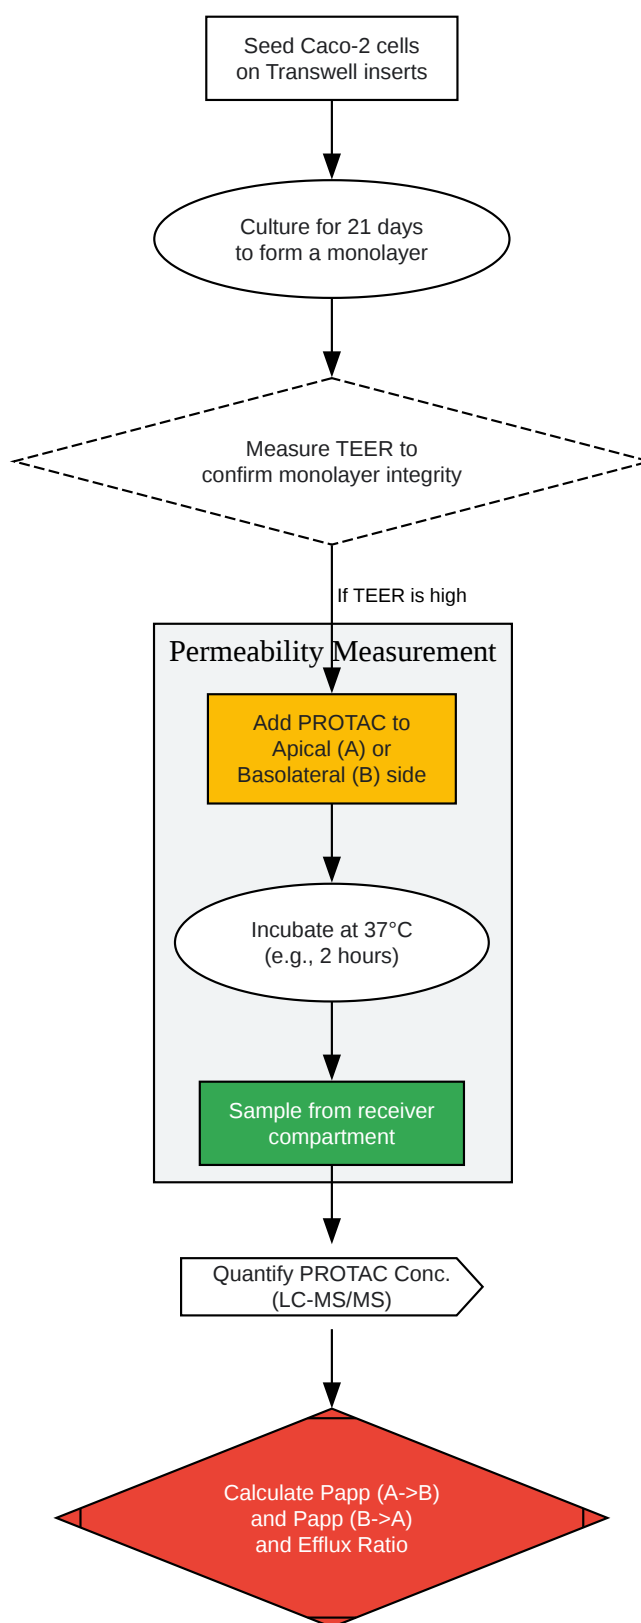 Seed Caco-2 cells
on Transwell inserts
Culture for 21 days
to form a monolayer
Measure TEER to
confirm monolayer integrity
If TEER is high
Permeability Measurement
Add PROTAC to
Apical (A) or
Basolateral (B) side
Incubate at 37°C
(e.g., 2 hours)
Sample from receiver
compartment
Quantify PROTAC Conc.
(LC-MS/MS)
Calculate Papp (A->B)
and Papp (B->A)
and Efflux Ratio